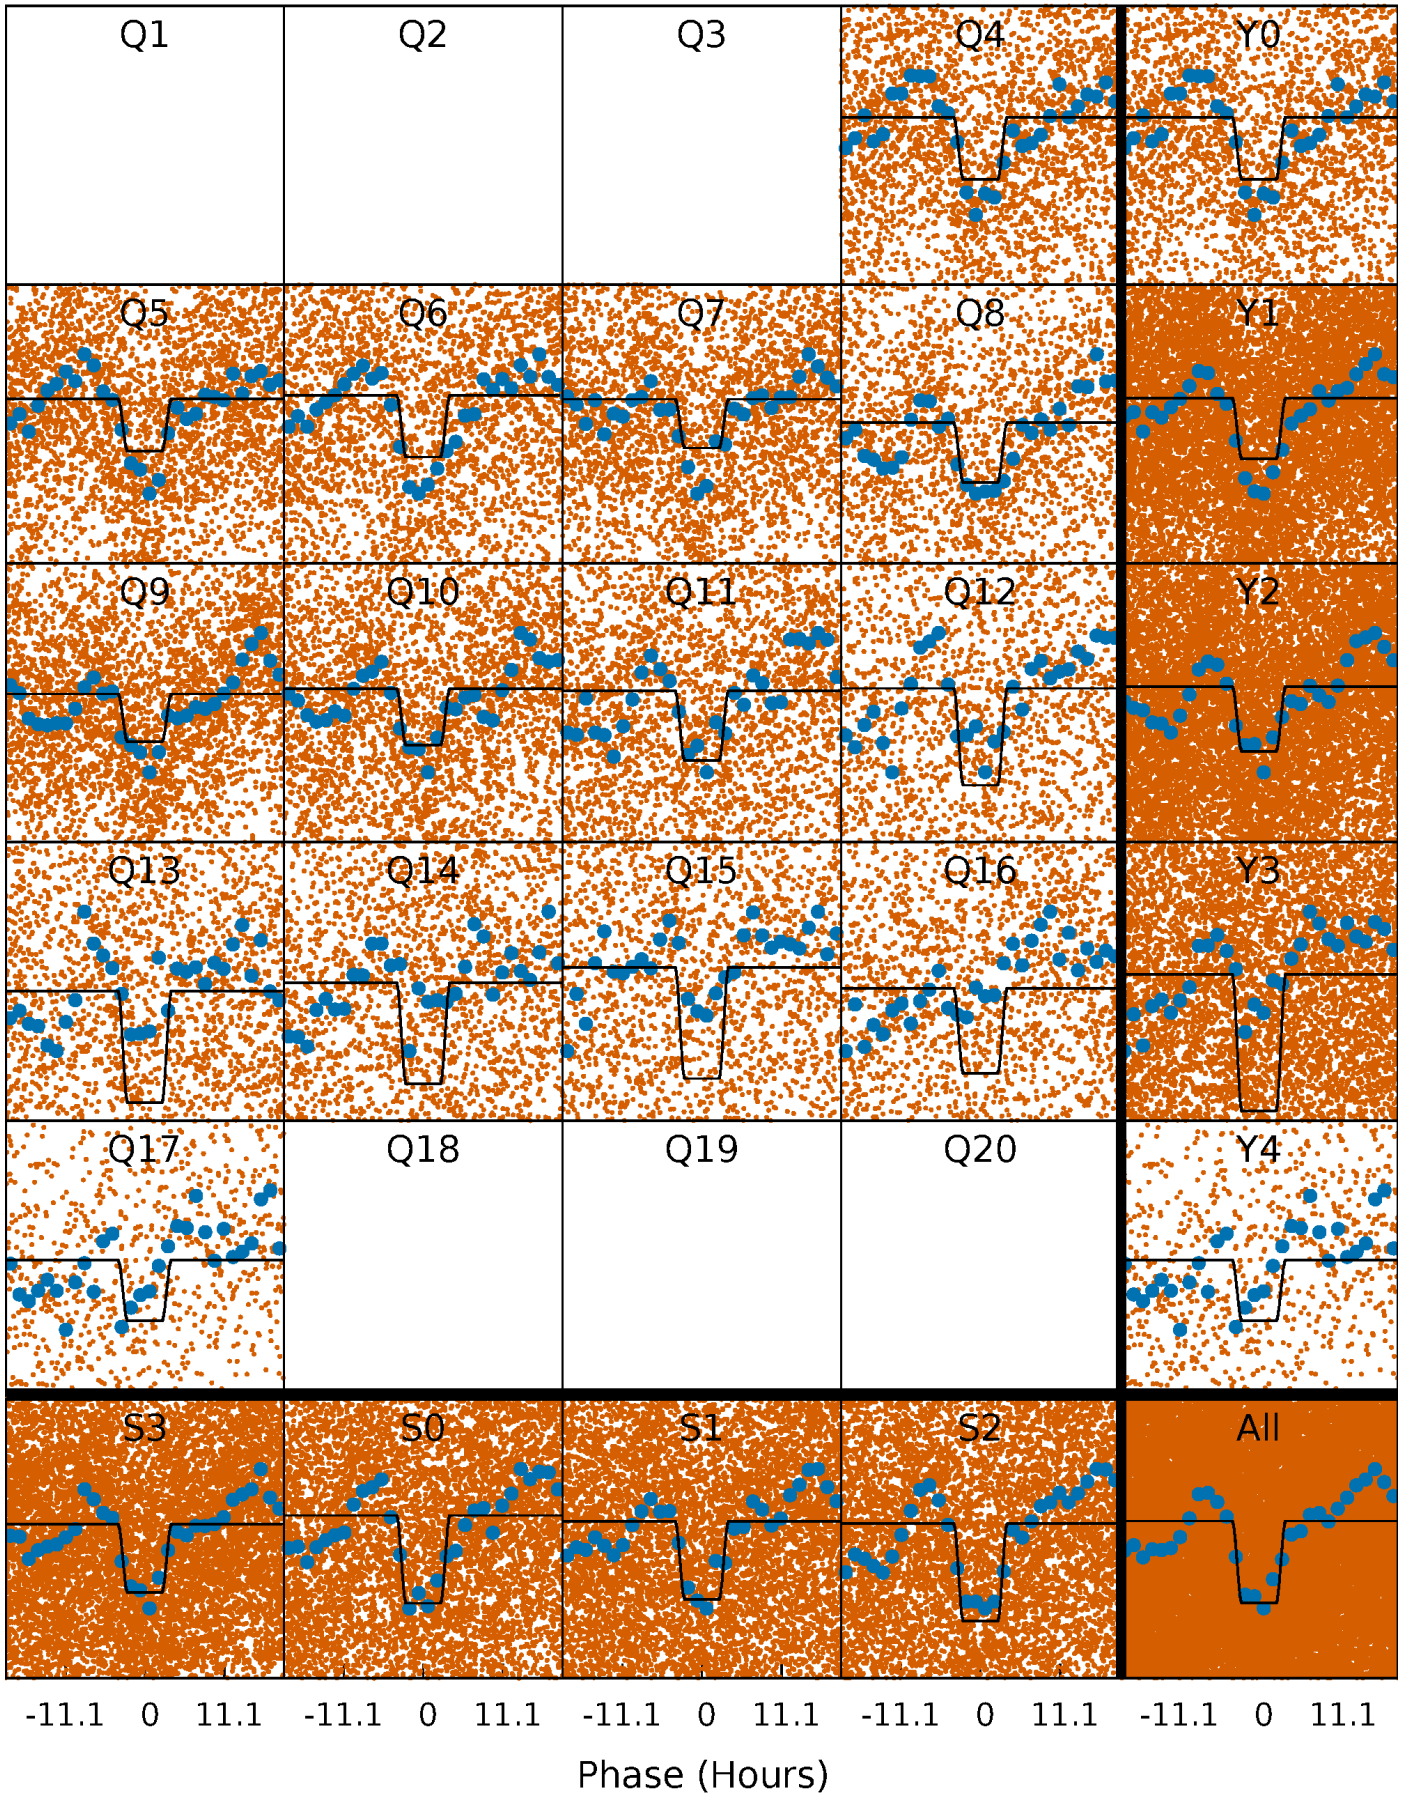 Q1 Q2 Q3 Q4 Y0
Q5 Q6 Q7 Q8 Y1
Q9 Q10 Q11 Q12 Y2
Q13 Q14 Q15 Q16 Y3
Q17 Q18 Q19 Q20 Y4
S3 S0 S1 S2 All
-11.1 0 11.1 -11.1 0 11.1 -11.1 0 11.1 -11.1 0 11.1 -11.1 0 11.1
Phase (Hours)